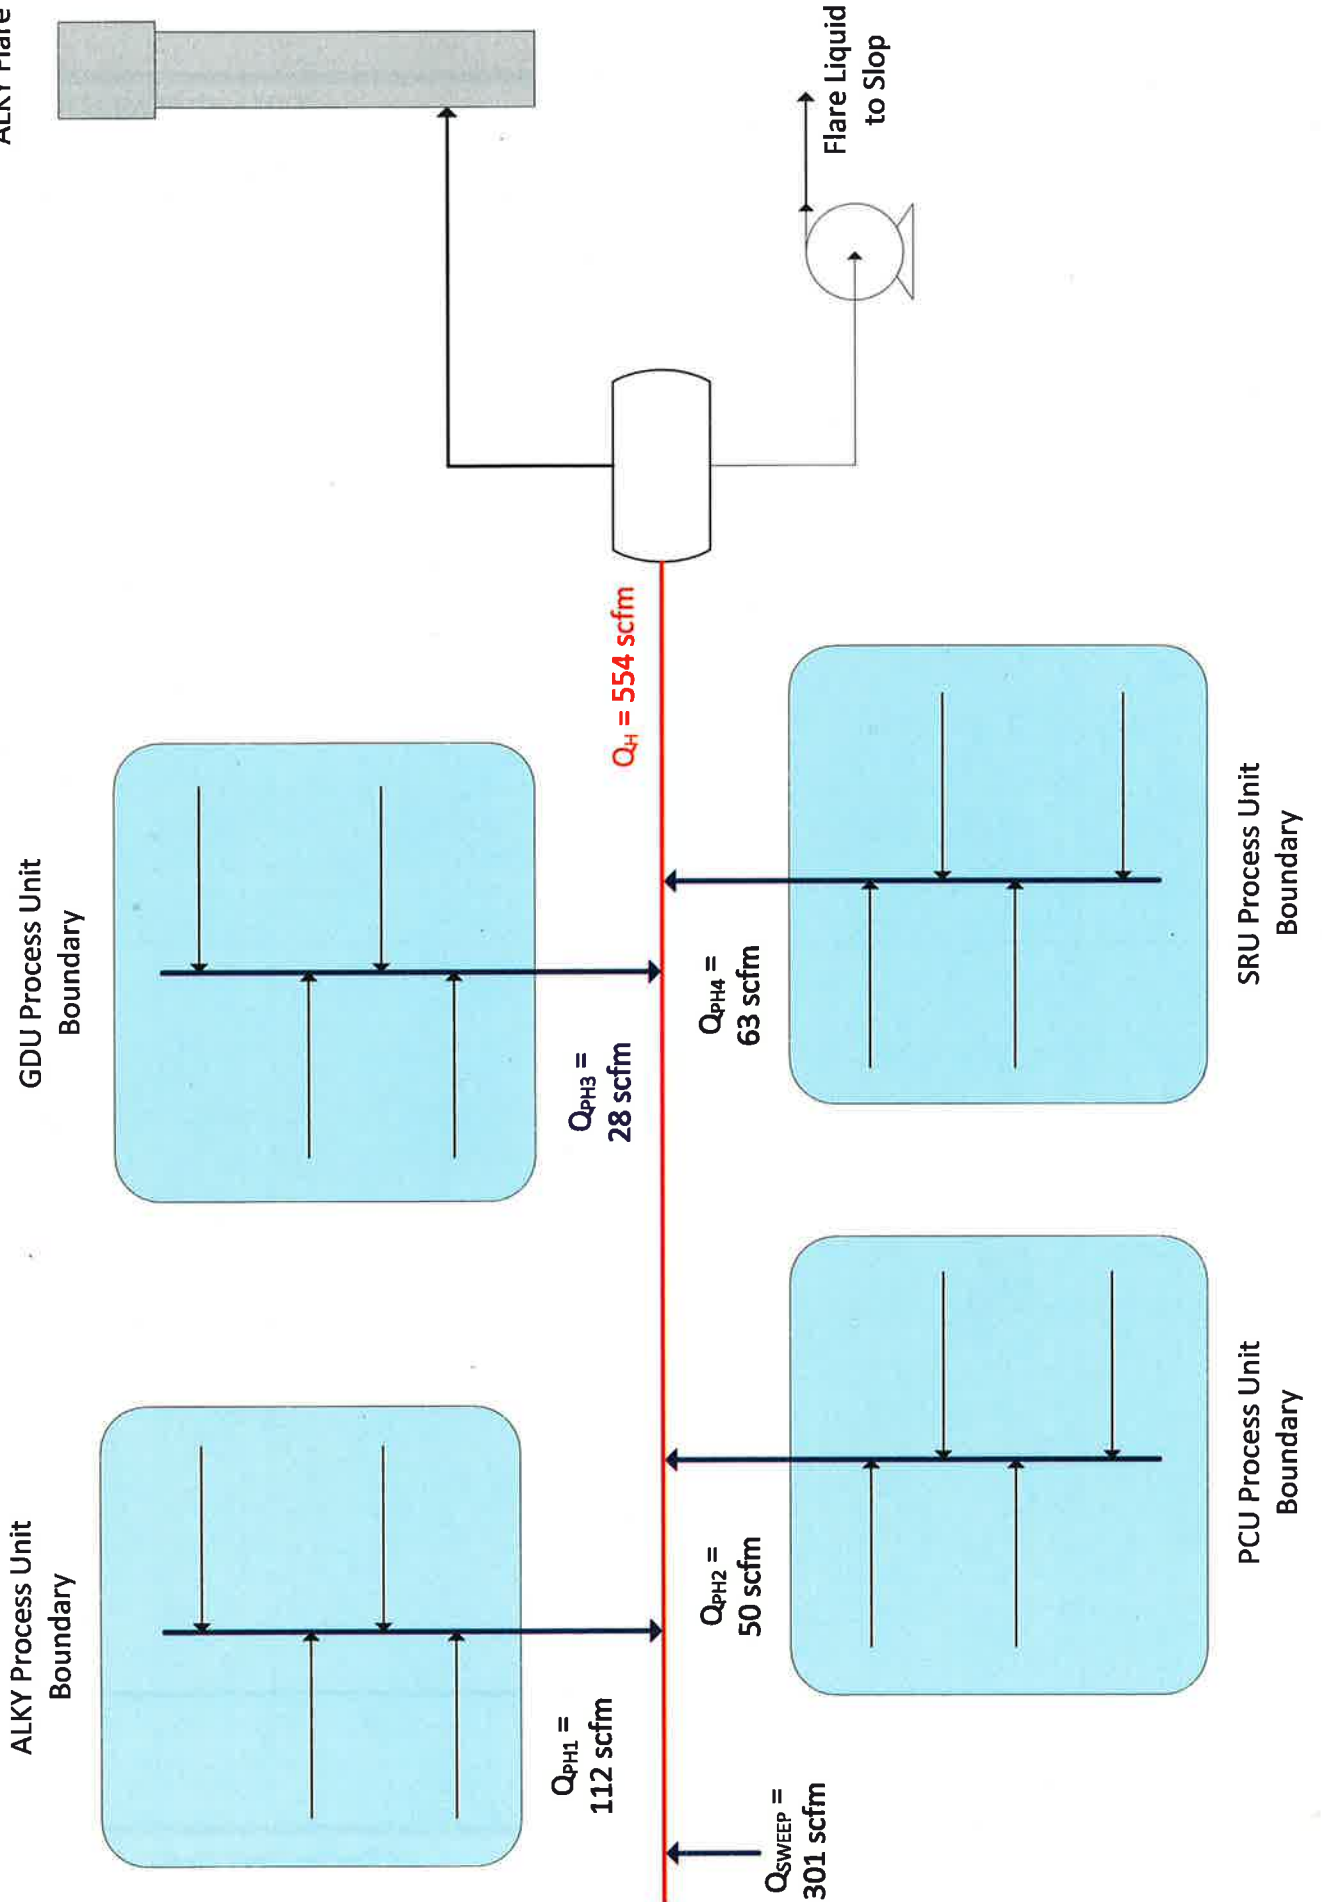 ALKY Process Unit
Boundary
GDU Process Unit
Boundary
ALKY Flare
QPH1 =
112 scfm
QPH3 =
28 scfm
QH = 554 scfm
QSWEEP =
301 scfm
QPH2 =
50 scfm
QPH4 =
63 scfm
Flare Liquid
to Slop
PCU Process Unit
Boundary
SRU Process Unit
Boundary